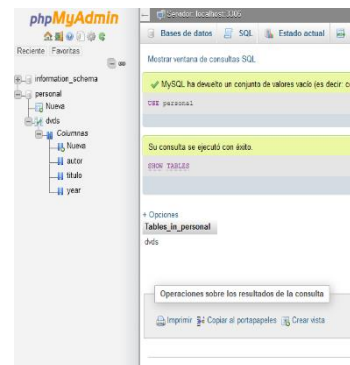 phpMyAdmin
Reciente Favoritas
information_schema
personal
Nueva
dvds
Columnas
Nueva
autor
titulo
year
Servidor: localhost:3305
Bases de datos SQL Estado actual
Mostrar ventana de consultas SQL
MySQL ha devuelto un conjunto de valores vacío (es decir: c
USE personal
Su consulta se ejecutó con éxito.
SHOW TABLES
+ Opciones
Tables_in_personal
dvds
Operaciones sobre los resultados de la consulta
Imprimir Copiar al portapapeles Crear vista